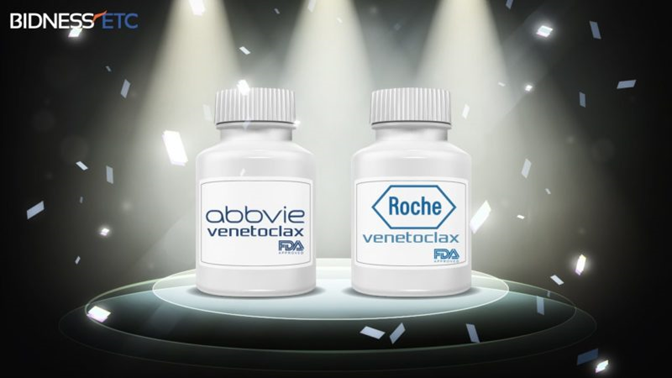 BIDNESS ETC
abbvie
venetoclax
FDA
APPROVED
Roche
venetoclax
FDA
APPROVED